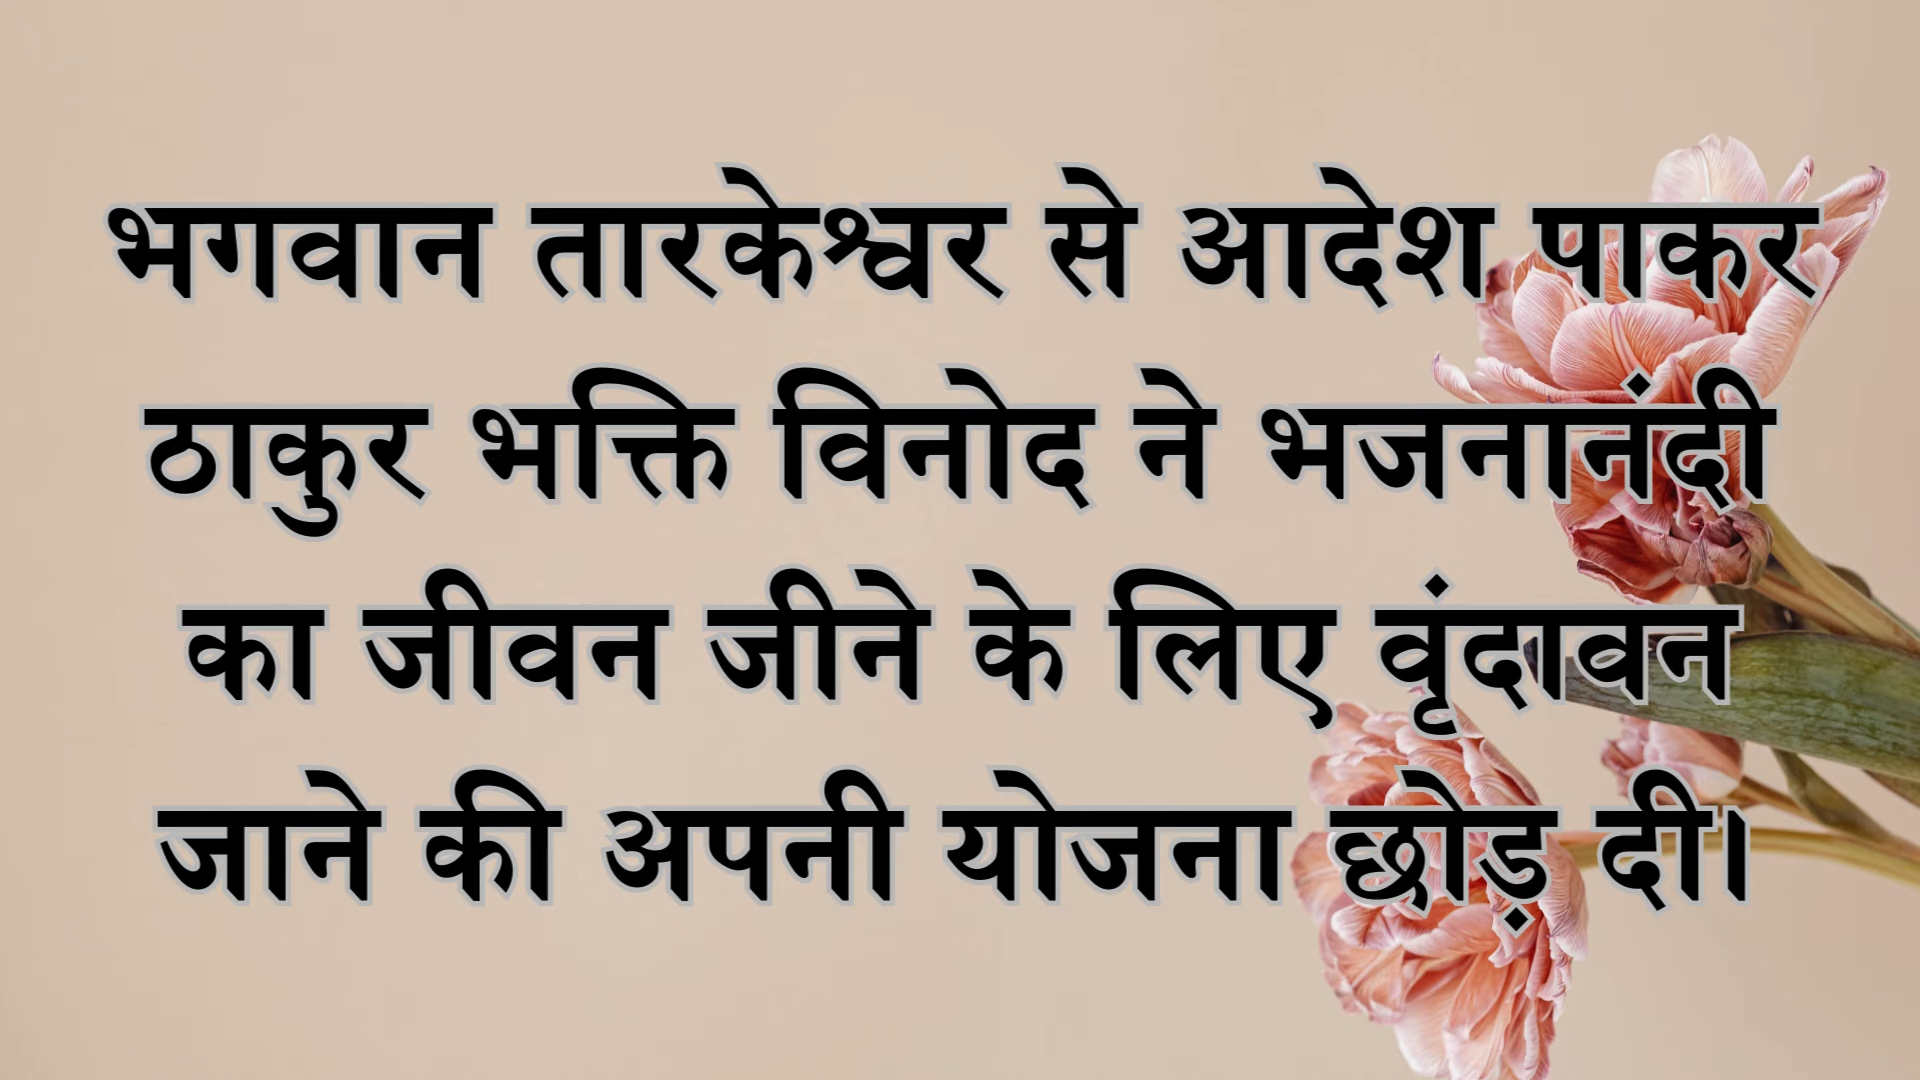 भगवान तारकेश्वर से आदेश पाकर
ठाकुर भक्ति विनोद ने भजनानंदी
का जीवन जीने के लिए वृंदावन
जाने की अपनी योजना छोड़ दी।